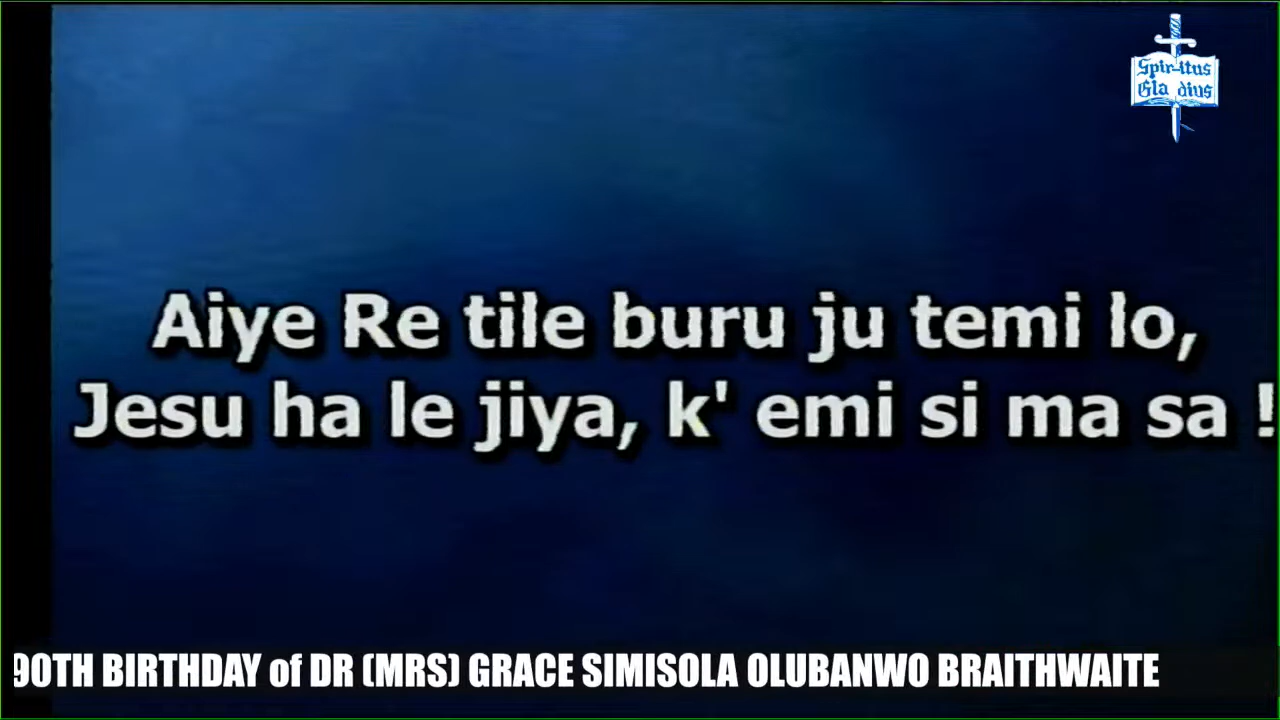 Spiritus
Gladius
Aiye Re tile buru ju temi lo,
Jesu ha le jiya, k' emi si ma sa !
90TH BIRTHDAY of DR (MRS) GRACE SIMISOLA OLUBANWO BRAITHWAITE